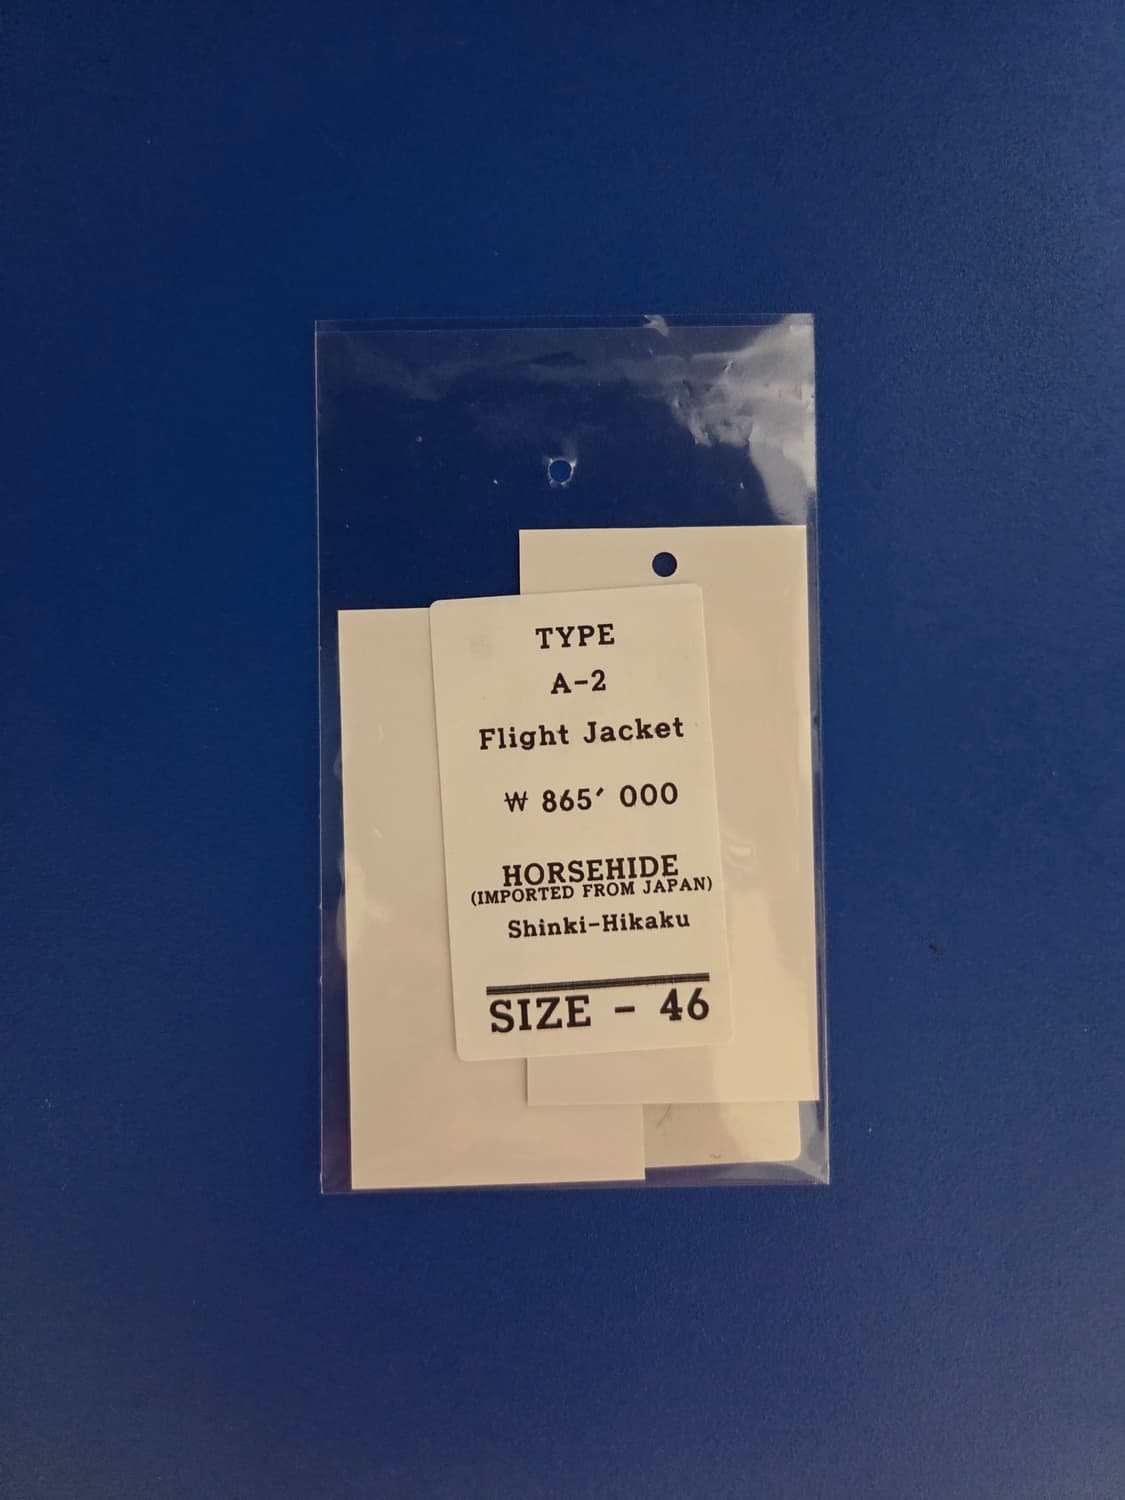 TYPE
A-2
Flight Jacket
₩ 865′ 000
HORSEHIDE
(IMPORTED FROM JAPAN)
Shinki-Hikaku
SIZE - 46